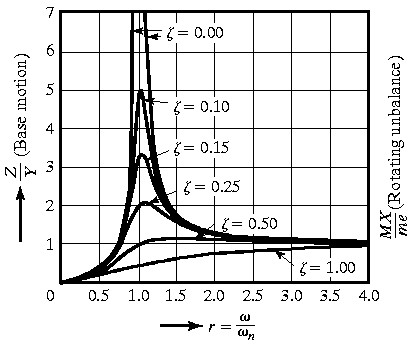 7
6
5
4
3
2
1
0
0.5
1.0
1.5
2.0
2.5
3.0
3.5
4.0
ζ = 0.00
ζ = 0.10
ζ = 0.15
ζ = 0.25
ζ = 0.50
ζ = 1.00
Z/Y (Base motion)
MX/me (Rotating unbalance)
r = ω/ωn